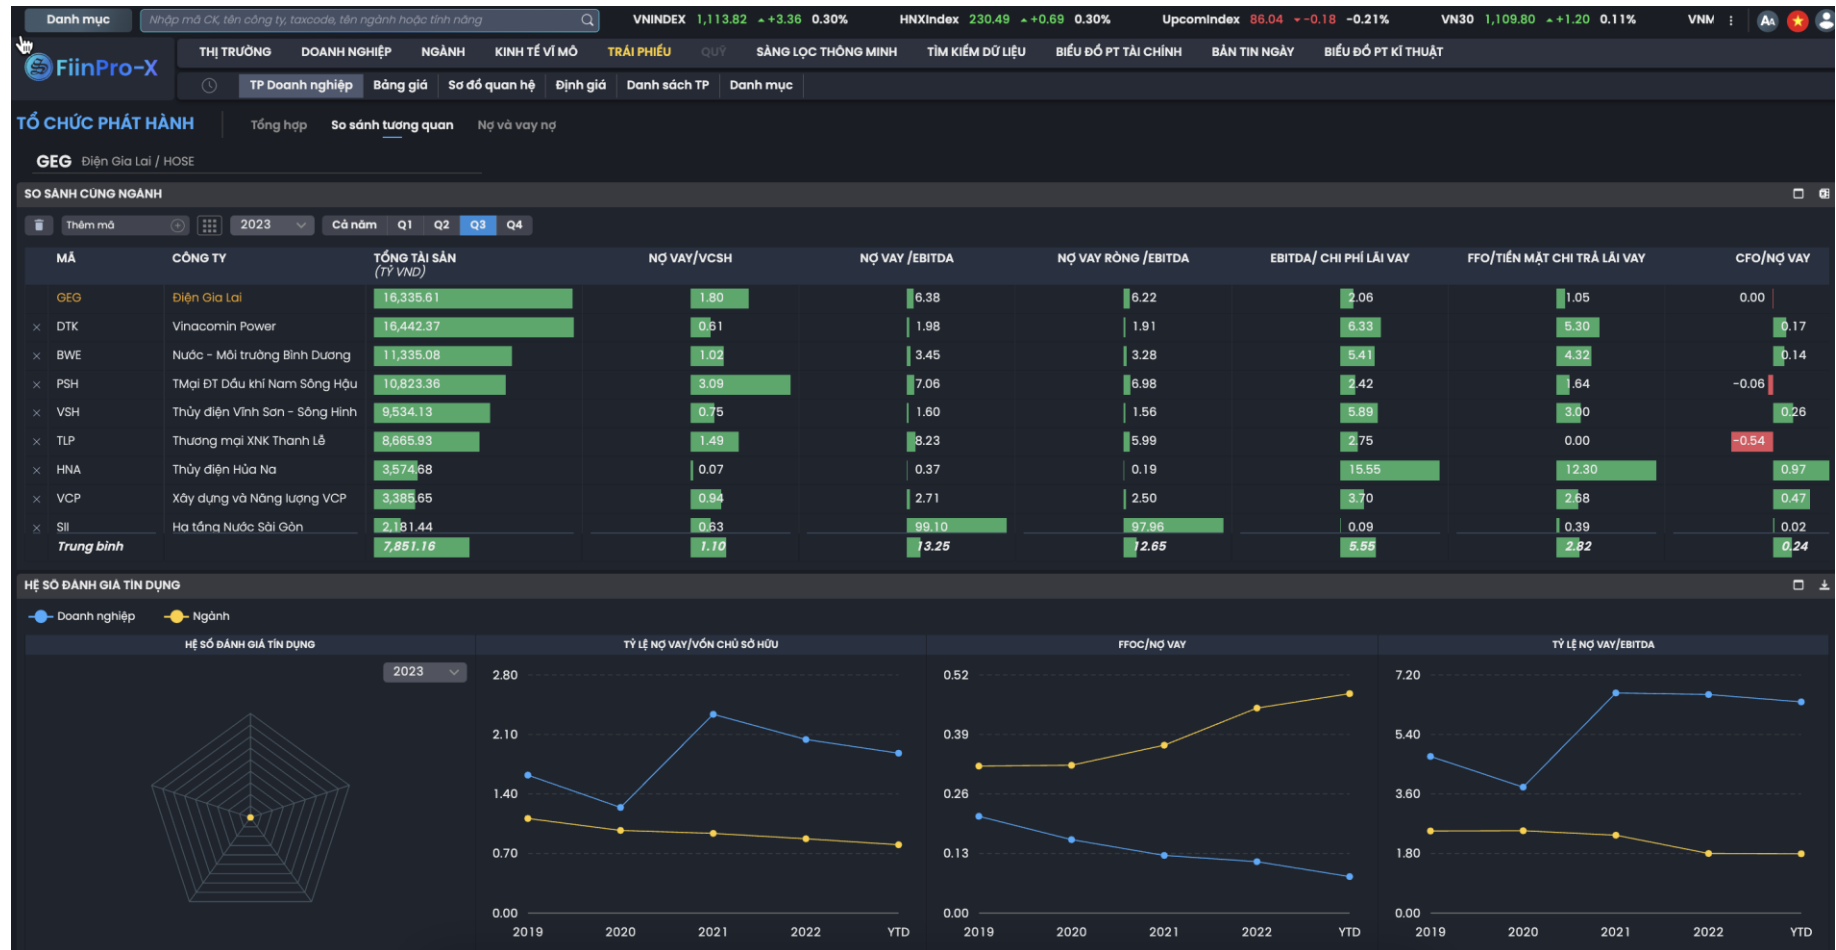 Danh mục Nhập mã CK, tên công ty, taxcode, tên ngành hoặc tính năng VNINDEX 1,113.82 +3.36 0.30% HNXIndex 230.49 +0.69 0.30% UpcomIndex 86.04 -0.18 -0.21% VN30 1,109.80 +1.20 0.11% VNM
FiinPro-X
THỊ TRƯỜNG DOANH NGHIỆP NGÀNH KINH TẾ VĨ MÔ TRÁI PHIẾU QUỸ SÀNG LỌC THÔNG MINH TÌM KIẾM DỮ LIỆU BIỂU ĐỒ PT TÀI CHÍNH BẢN TIN NGÀY BIỂU ĐỒ PT KĨ THUẬT
TP Doanh nghiệp Bảng giá Sơ đồ quan hệ Định giá Danh sách TP Danh mục
TỔ CHỨC PHÁT HÀNH Tổng hợp So sánh tương quan Nợ và vay nợ
GEG Điện Gia Lai / HOSE
SO SÁNH CÙNG NGÀNH
Thêm mã 2023 Cả năm Q1 Q2 Q3 Q4
MÃ CÔNG TY TỔNG TÀI SẢN NỢ VAY/VCSH NỢ VAY /EBITDA NỢ VAY RÒNG /EBITDA EBITDA/ CHI PHÍ LÃI VAY FFO/TIỀN MẶT CHI TRẢ LÃI VAY CFO/NỢ VAY
(TỶ VND)
GEG Điện Gia Lai 16,335.61 1.80 6.38 6.22 2.06 1.05 0.00
DTK Vinacomin Power 16,442.37 0.61 1.98 1.91 6.33 5.30 0.17
BWE Nước - Môi trường Bình Dương 11,335.08 1.02 3.45 3.28 5.41 4.32 0.14
PSH TMại ĐT Dầu khí Nam Sông Hậu 10,823.36 3.09 7.06 6.98 2.42 1.64 -0.06
VSH Thủy điện Vĩnh Sơn - Sông Hinh 9,534.13 0.75 1.60 1.56 5.89 3.00 0.26
TLP Thương mại XNK Thanh Lễ 8,665.93 1.49 8.23 5.99 2.75 0.00 -0.54
HNA Thủy điện Hủa Na 3,574.68 0.07 0.37 0.19 15.55 12.30 0.97
VCP Xây dựng và Năng lượng VCP 3,385.65 0.94 2.71 2.50 3.70 2.68 0.47
SII Hạ tầng Nước Sài Gòn 2,181.44 0.63 99.10 97.96 0.09 0.39 0.02
Trung bình 7,851.16 1.10 13.25 12.65 5.55 2.82 0.24
HỆ SỐ ĐÁNH GIÁ TÍN DỤNG
Doanh nghiệp Ngành
HỆ SỐ ĐÁNH GIÁ TÍN DỤNG
2023
TỶ LỆ NỢ VAY/VỐN CHỦ SỞ HỮU
2.80
2.10
1.40
0.70
0.00
2019 2020 2021 2022 YTD
FFOC/NỢ VAY
0.52
0.39
0.26
0.13
0.00
2019 2020 2021 2022 YTD
TỶ LỆ NỢ VAY/EBITDA
7.20
5.40
3.60
1.80
0.00
2019 2020 2021 2022 YTD